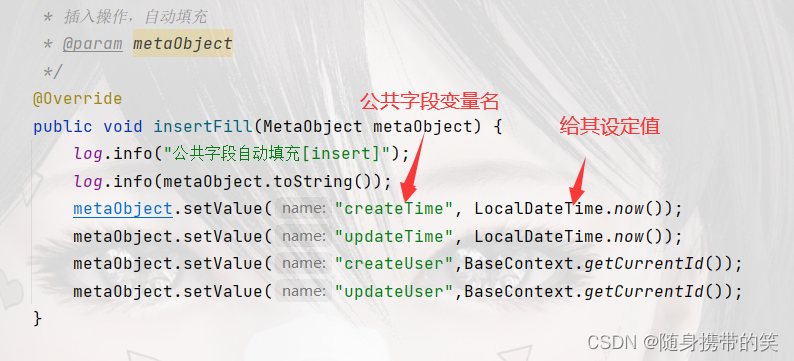 * 插入操作，自动填充
* @param metaObject
*/
@Override
公共字段变量名
给其设定值
public void insertFill(MetaObject metaObject) {
log.info("公共字段自动填充[insert]");
log.info(metaObject.toString());
metaObject.setValue( name: "createTime", LocalDateTime.now());
metaObject.setValue( name: "updateTime", LocalDateTime.now());
metaObject.setValue( name: "createUser",BaseContext.getCurrentId());
metaObject.setValue( name: "updateUser",BaseContext.getCurrentId());
}
CSDN @随身携带的笑